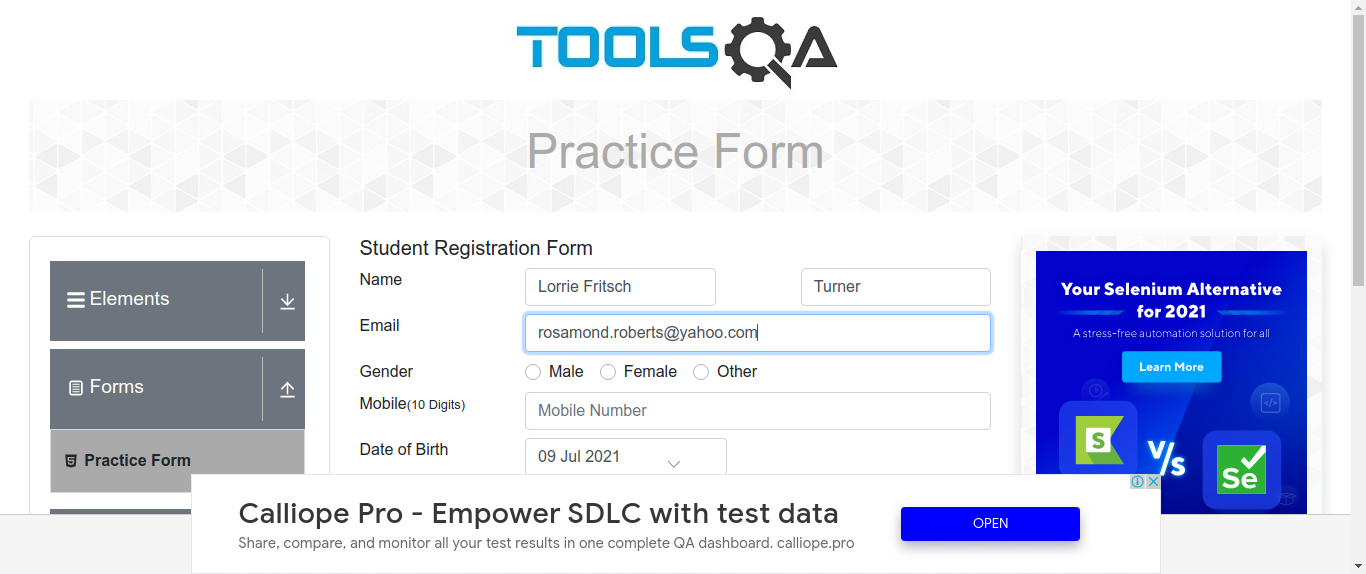 TOOLSQA
Practice Form
Elements
Forms
Practice Form
Student Registration Form
Name
Lorrie Fritsch
Turner
Email
rosamond.roberts@yahoo.com
Gender
Male
Female
Other
Mobile(10 Digits)
Mobile Number
Date of Birth
09 Jul 2021
Your Selenium Alternative
for 2021
A stress-free automation solution for all
Learn More
S
V/s
Se
Calliope Pro - Empower SDLC with test data
Share, compare, and monitor all your test results in one complete QA dashboard. calliope.pro
OPEN